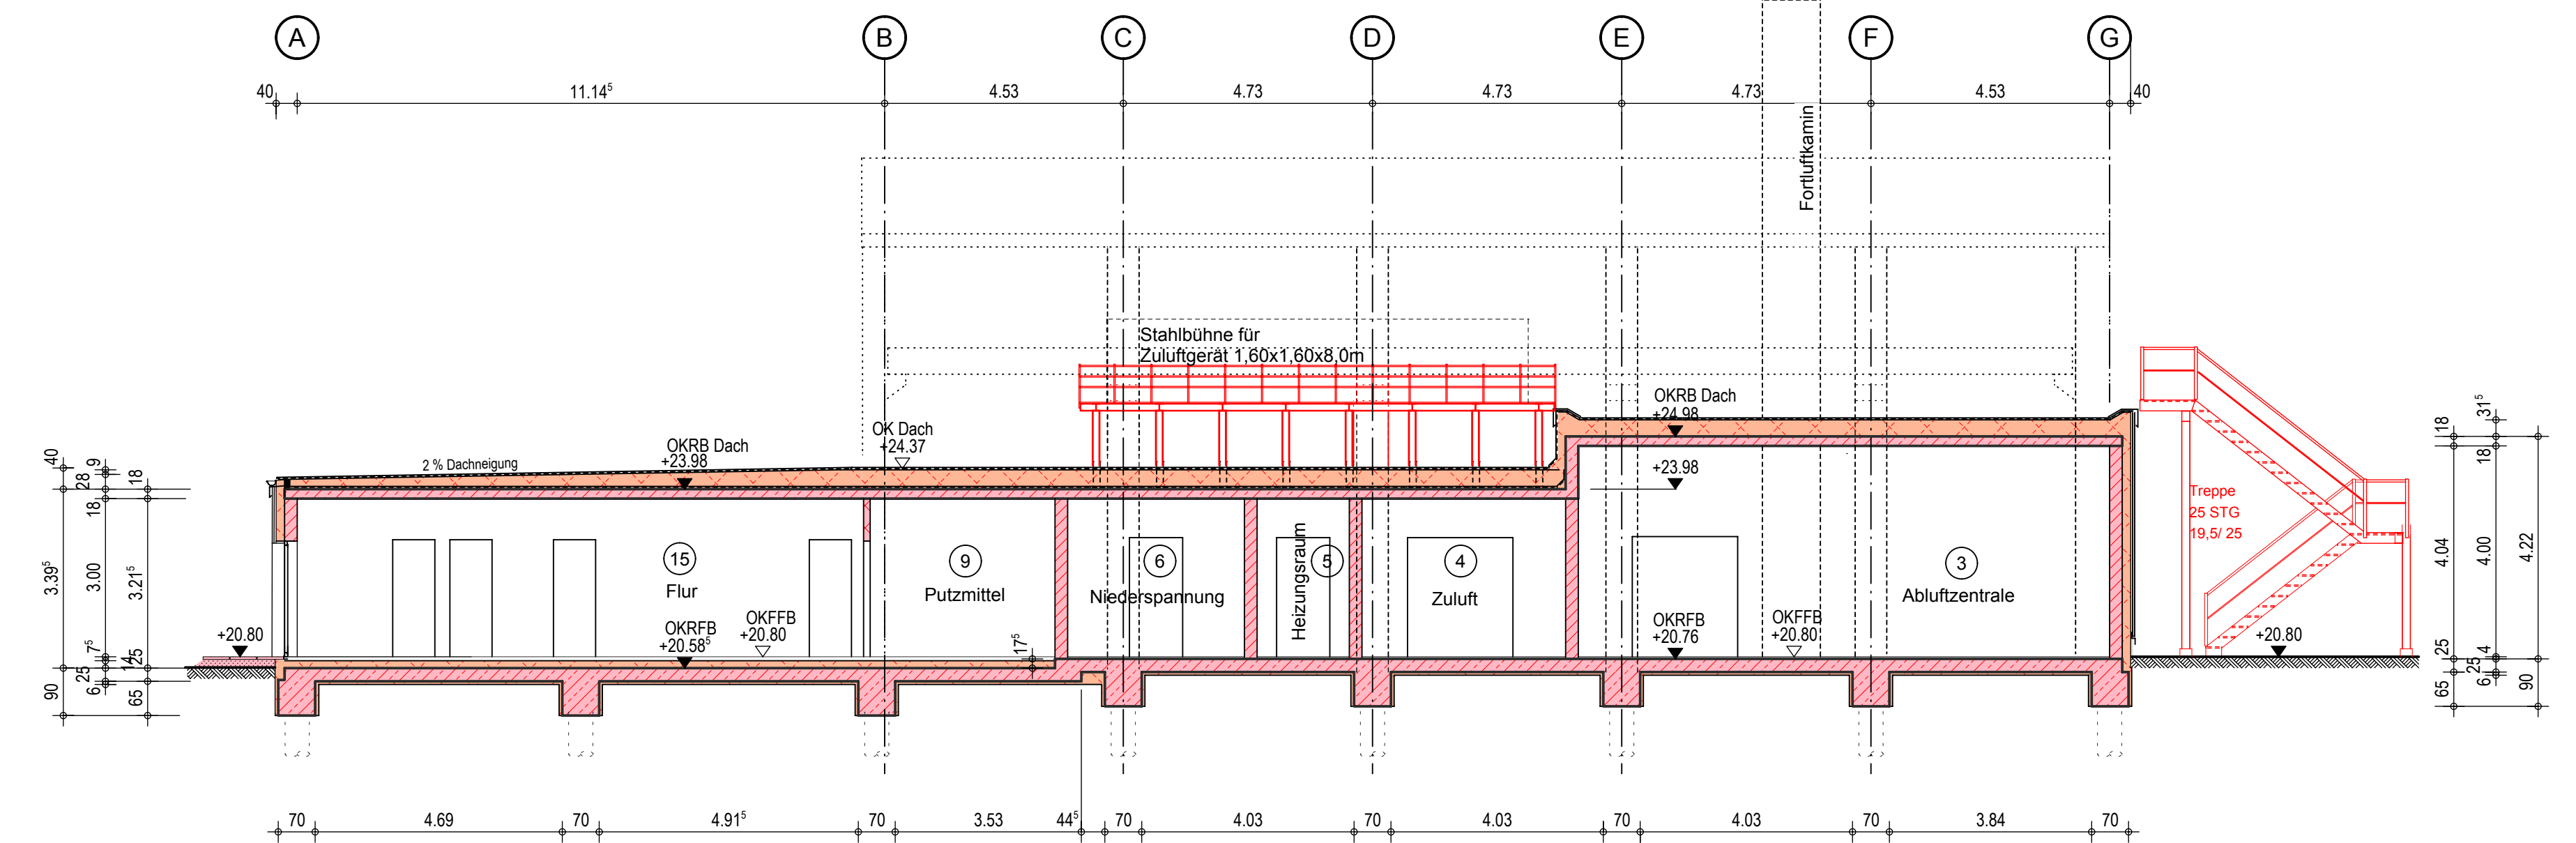 A B C D E F G
40 11.14⁵ 4.53 4.73 4.73 4.73 4.53 40
Fortluftkamin
Stahlbühne für
Zuluftgerät 1,60x1,60x8,0m
OKRB Dach
+24.98
OK Dach
+24.37
OKRB Dach
+23.98
2 % Dachneigung
+23.98
40
9
28
18
18
3.39⁵
3.00
3.21⁵
7⁵
14
25
25
6
90
65
+20.80
15
Flur
OKRFB
+20.58⁵
OKFFB
+20.80
9
Putzmittel
17⁵
6
Niederspannung
Heizungsraum
5
4
Zuluft
OKRFB
+20.76
OKFFB
+20.80
3
Abluftzentrale
Treppe
25 STG
19,5/ 25
+20.80
18
31⁵
18
4.04
4.00
4.22
25
4
25
6
65
90
70 4.69 70 4.91⁵ 70 3.53 44⁵ 70 4.03 70 4.03 70 4.03 70 3.84 70